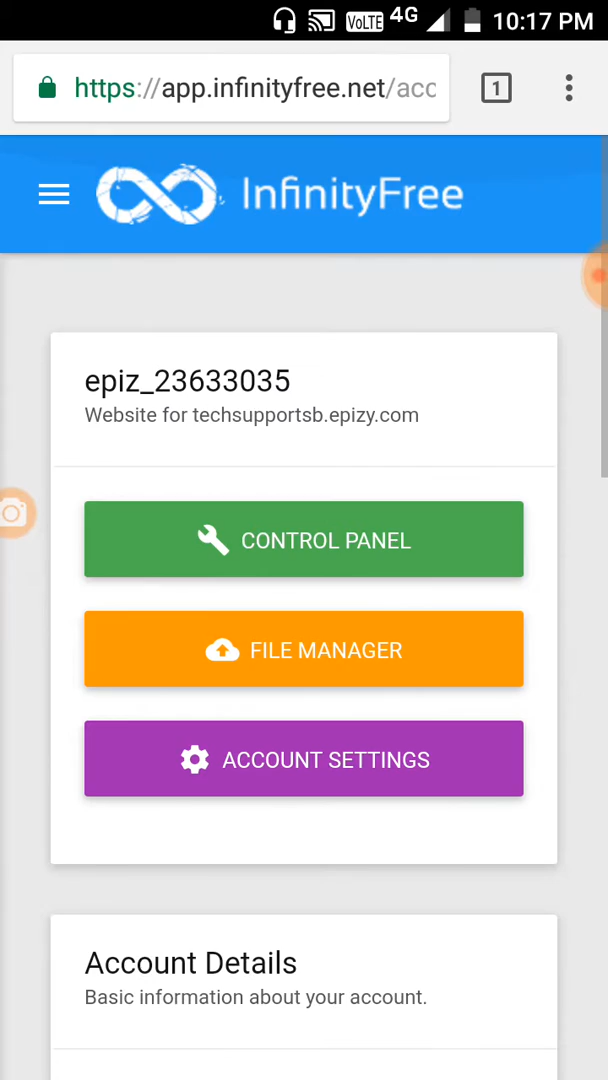 VoLTE 4G 10:17 PM
https://app.infinityfree.net/acc 1
InfinityFree
epiz_23633035
Website for techsupportsb.epizy.com
CONTROL PANEL
FILE MANAGER
ACCOUNT SETTINGS
Account Details
Basic information about your account.